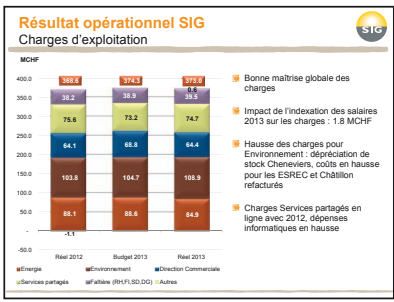 Résultat opérationnel SIG
Charges d'exploitation
SIG
MCHF
400.0
350.0
300.0
250.0
200.0
150.0
100.0
50.0
-
-50.0
368.6
38.2
75.6
64.1
103.8
88.1
-1.1
374.3
38.9
73.2
68.8
104.7
88.6
373.0
0.6
39.5
74.7
64.4
108.9
84.9
Réel 2012
Budget 2013
Réel 2013
Energie
Environnement
Direction Commerciale
Services partagés
Faîtière (RH,FI,SD,DG)
Autres
Bonne maîtrise globale des
charges
Impact de l'indexation des salaires
2013 sur les charges : 1.8 MCHF
Hausse des charges pour
Environnement : dépréciation de
stock Cheneviers, coûts en hausse
pour les ESREC et Châtillon
refacturés
Charges Services partagés en
ligne avec 2012, dépenses
informatiques en hausse